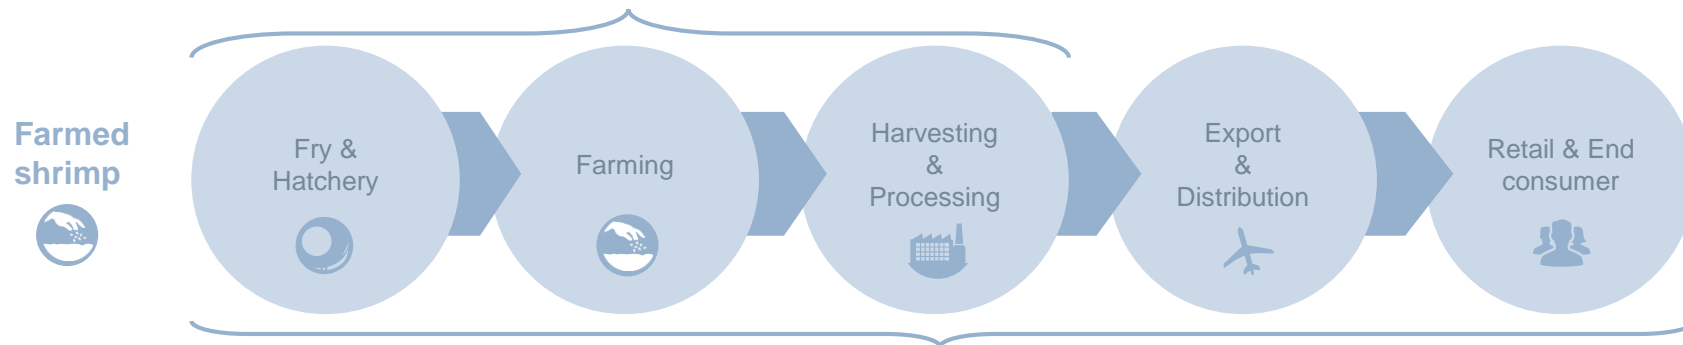 Farmed
shrimp
Fry &
Hatchery
Farming
Harvesting
&
Processing
Export
&
Distribution
Retail & End
consumer